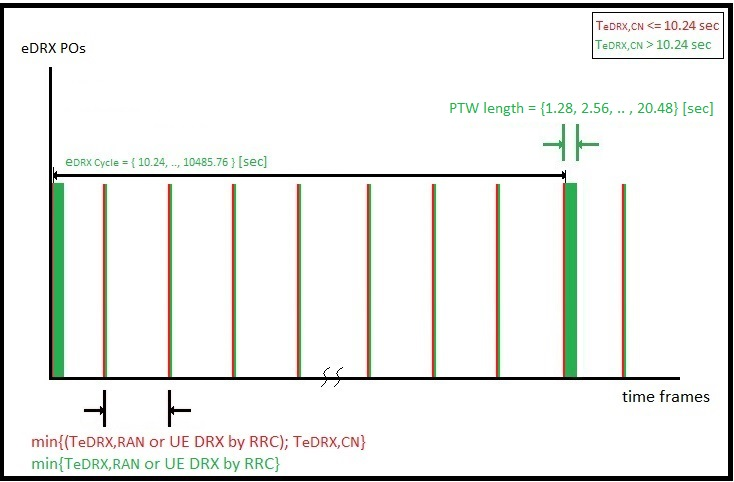 TeDRX,CN <= 10.24 sec
TeDRX,CN > 10.24 sec
eDRX POs
PTW length = {1.28, 2.56, .. , 20.48} [sec]
eDRX Cycle = { 10.24, .., 10485.76 } [sec]
time frames
min{(TeDRX,RAN or UE DRX by RRC); TeDRX,CN}
min{TeDRX,RAN or UE DRX by RRC}